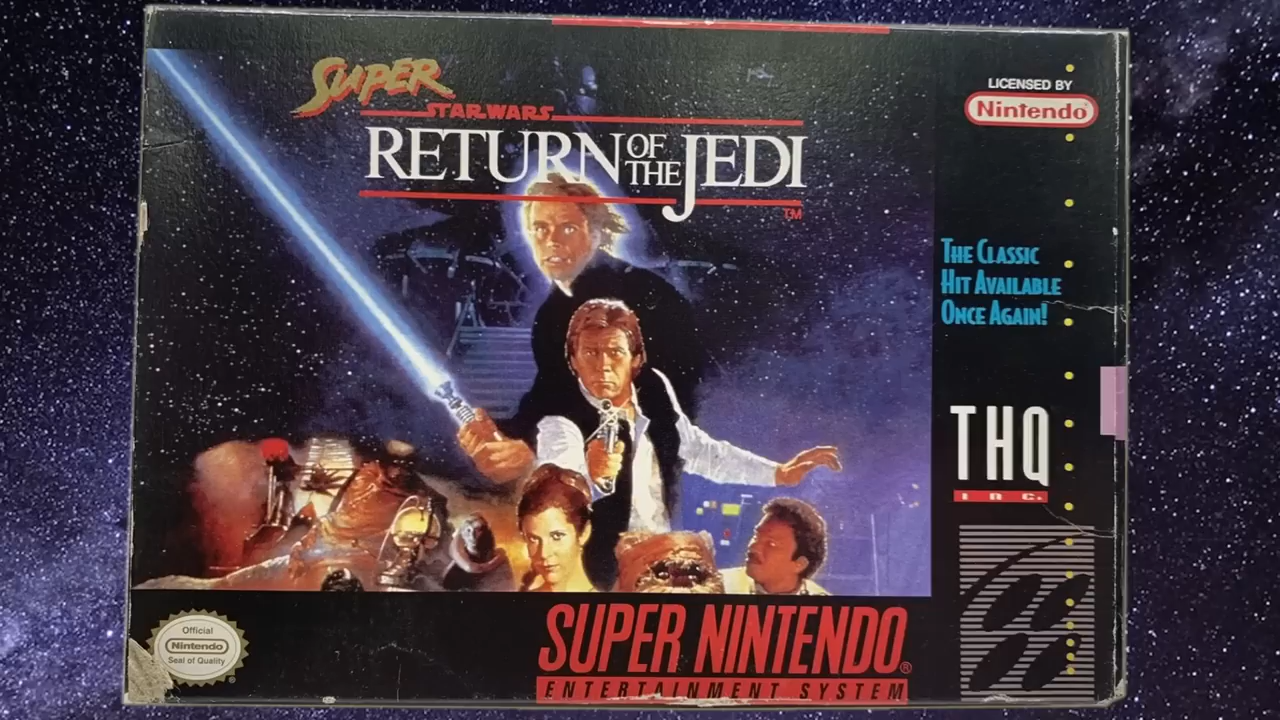 SUPER
STAR WARS
RETURN OF THE JEDI
TM
LICENSED BY
Nintendo®
THE CLASSIC
HIT AVAILABLE
ONCE AGAIN!
THQ
INC.
Official
Nintendo
Seal of Quality
SUPER NINTENDO®
ENTERTAINMENT SYSTEM